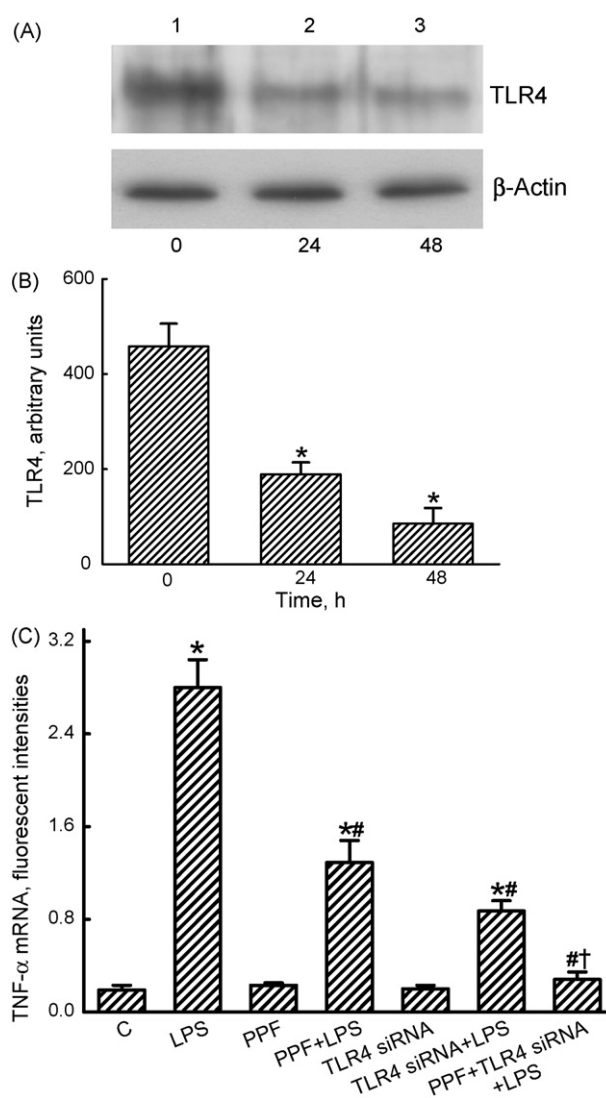 (A)
1 2 3
TLR4
β-Actin
0 24 48
(B)
TLR4, arbitrary units
600
400
200
0
*
*
0 24 48
Time, h
(C)
TNF-α mRNA, fluorescent intensities
3.2
2.4
1.6
0.8
0.0
*
*#
*#
#†
C
LPS
PPF
PPF+LPS
TLR4 siRNA
TLR4 siRNA+LPS
PPF+TLR4 siRNA
+LPS